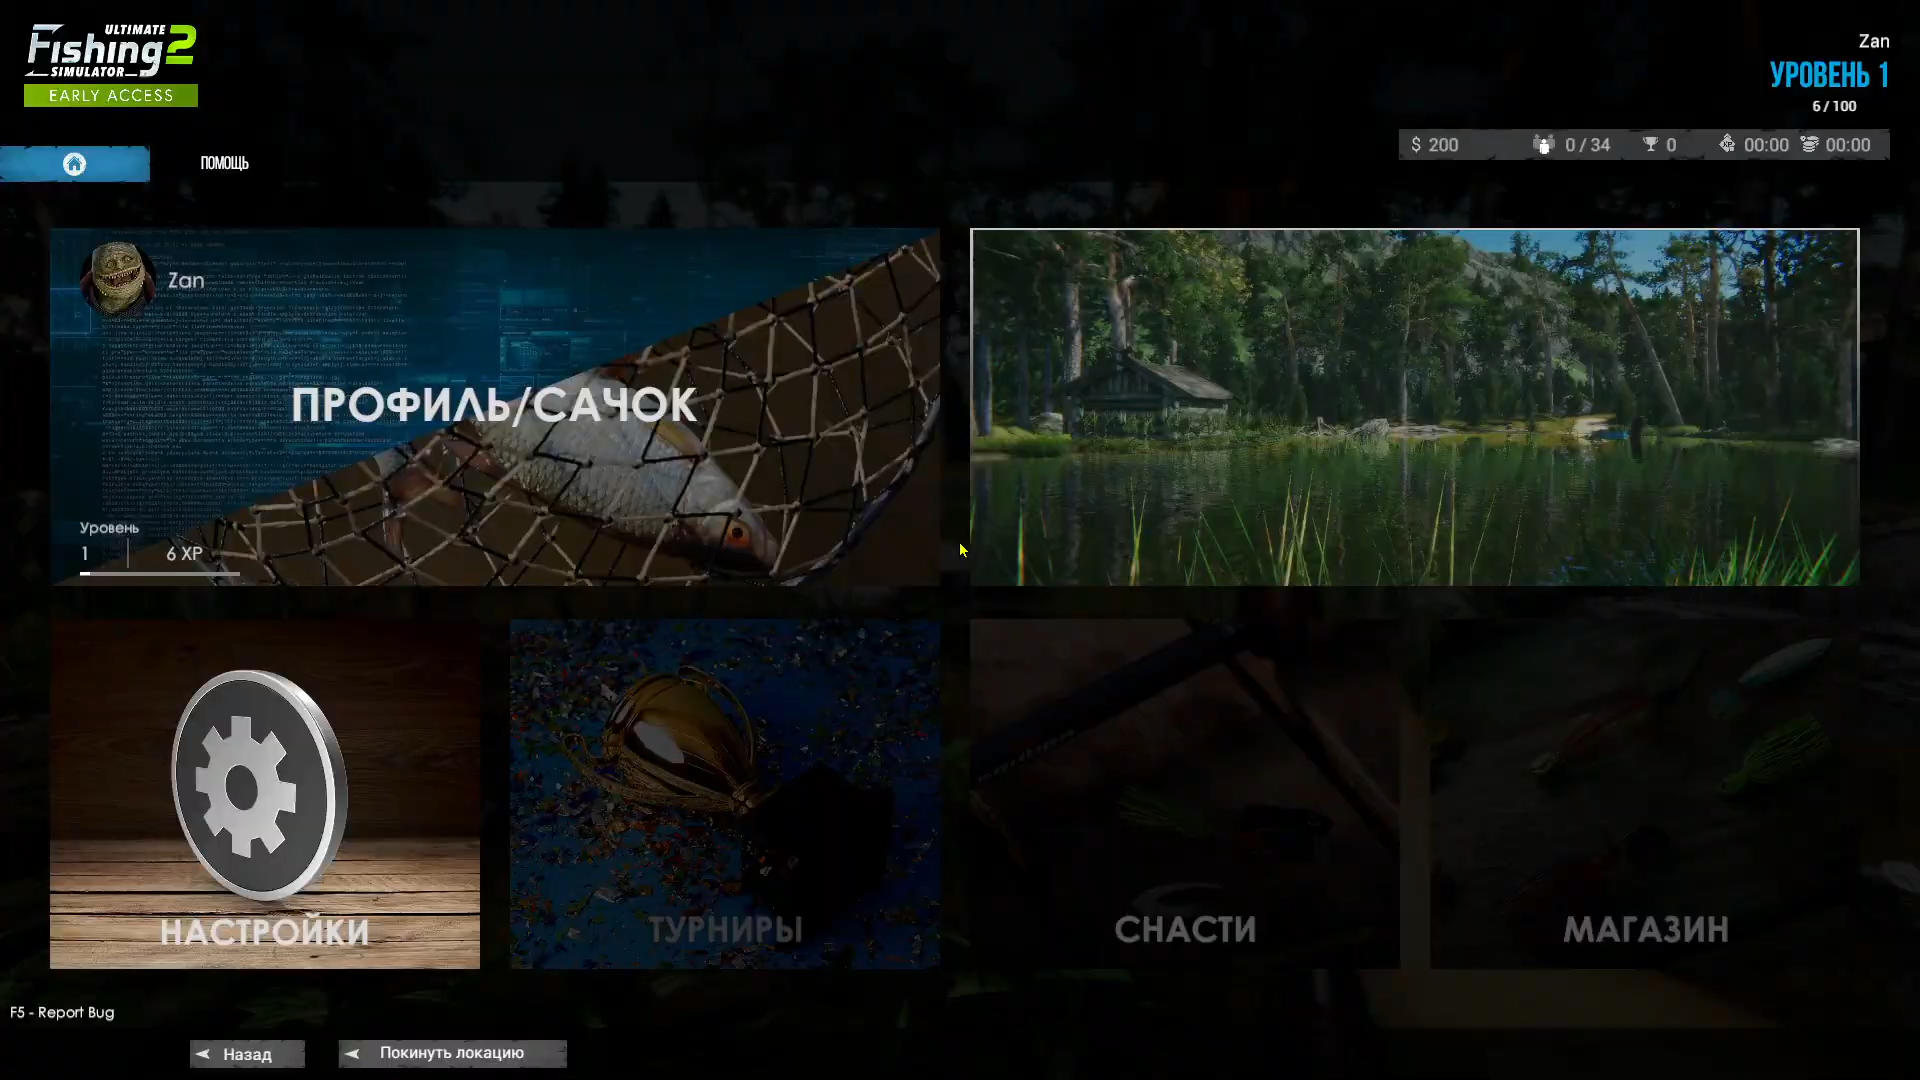 ULTIMATE
Fishing 2
SIMULATOR
EARLY ACCESS
Zan
УРОВЕНЬ 1
6 / 100
$ 200
0 / 34
0
XP
00:00
00:00
ПОМОЩЬ
Zan
ПРОФИЛЬ/САЧОК
Уровень
1
6 XP
НАСТРОЙКИ
ТУРНИРЫ
СНАСТИ
МАГАЗИН
F5 - Report Bug
Назад
Покинуть локацию